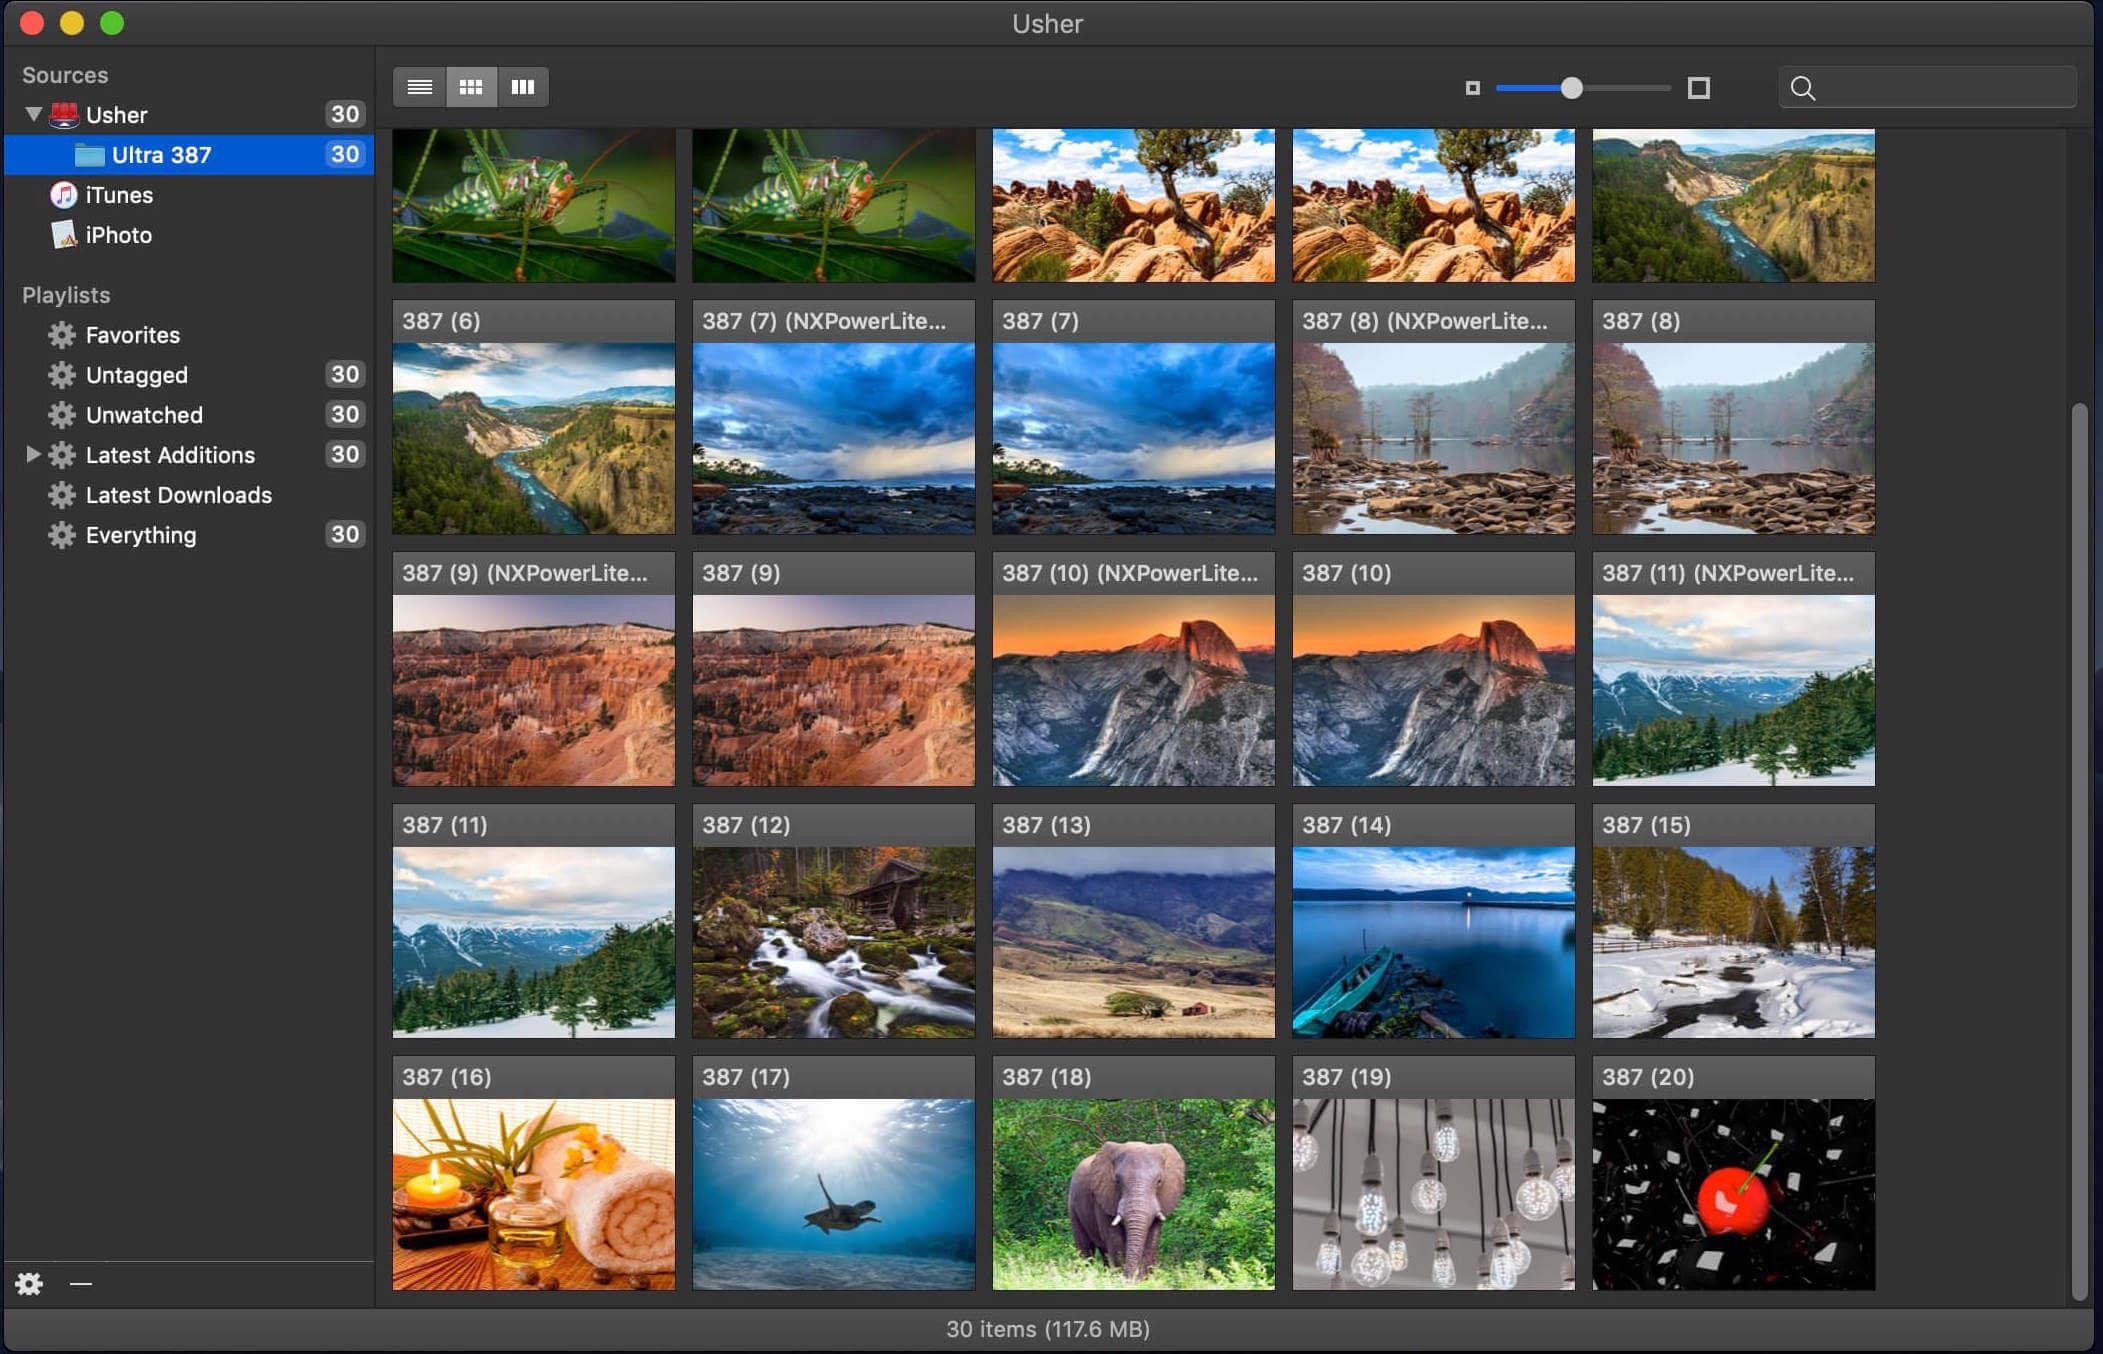 Usher
Sources
Usher 30
Ultra 387 30
iTunes
iPhoto
Playlists
Favorites
Untagged 30
Unwatched 30
Latest Additions 30
Latest Downloads
Everything 30
387 (6)
387 (7) (NXPowerLite...
387 (7)
387 (8) (NXPowerLite...
387 (8)
387 (9) (NXPowerLite...
387 (9)
387 (10) (NXPowerLite...
387 (10)
387 (11) (NXPowerLite...
387 (11)
387 (12)
387 (13)
387 (14)
387 (15)
387 (16)
387 (17)
387 (18)
387 (19)
387 (20)
30 items (117.6 MB)